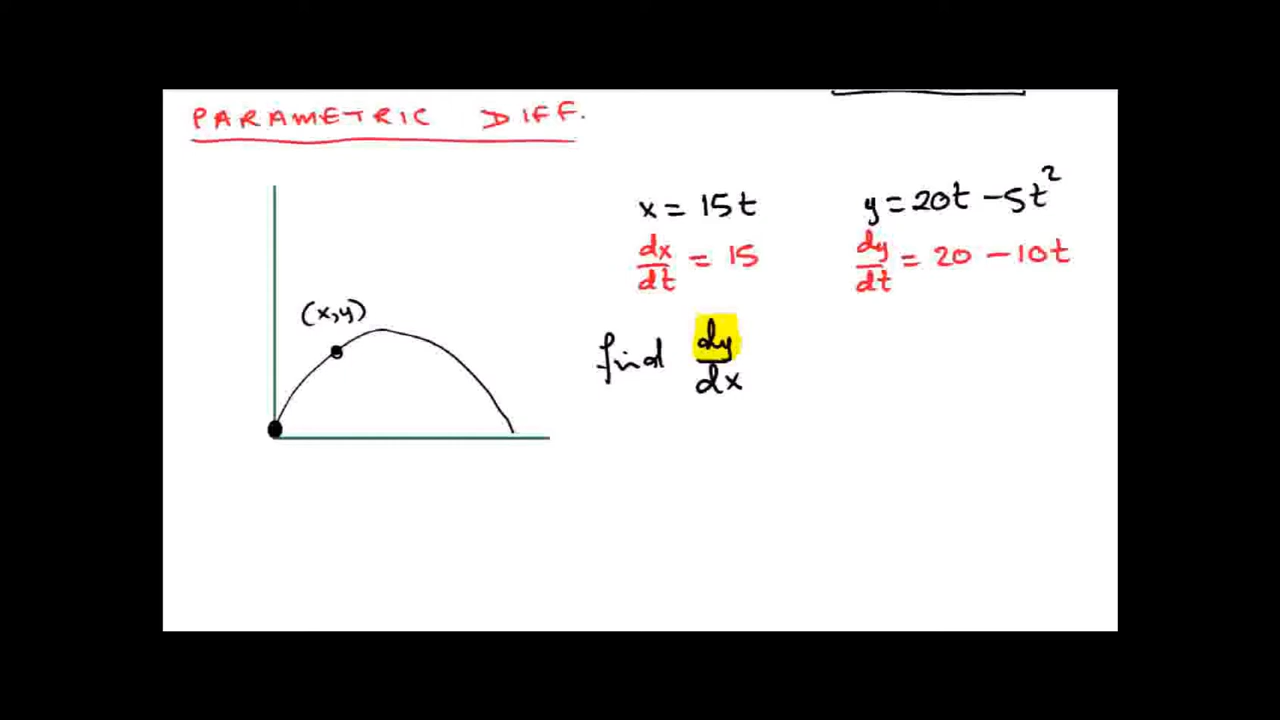 PARAMETRIC DIFF.
x = 15t
y = 20t - 5t²
dx/dt = 15
dy/dt = 20 - 10t
(x,y)
find dy/dx